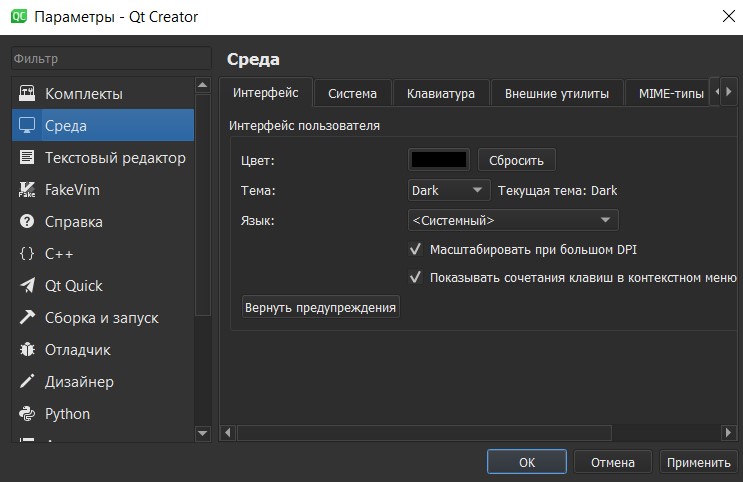 QC Параметры - Qt Creator
Фильтр
Комплекты
Среда
Текстовый редактор
Fake FakeVim
Справка
C++
Qt Quick
Сборка и запуск
Отладчик
Дизайнер
Python
Среда
Интерфейс Система Клавиатура Внешние утилиты MIME-типы
Интерфейс пользователя
Цвет: Сбросить
Тема: Dark Текущая тема: Dark
Язык: <Системный>
Масштабировать при большом DPI
Показывать сочетания клавиш в контекстном меню
Вернуть предупреждения
OK Отмена Применить